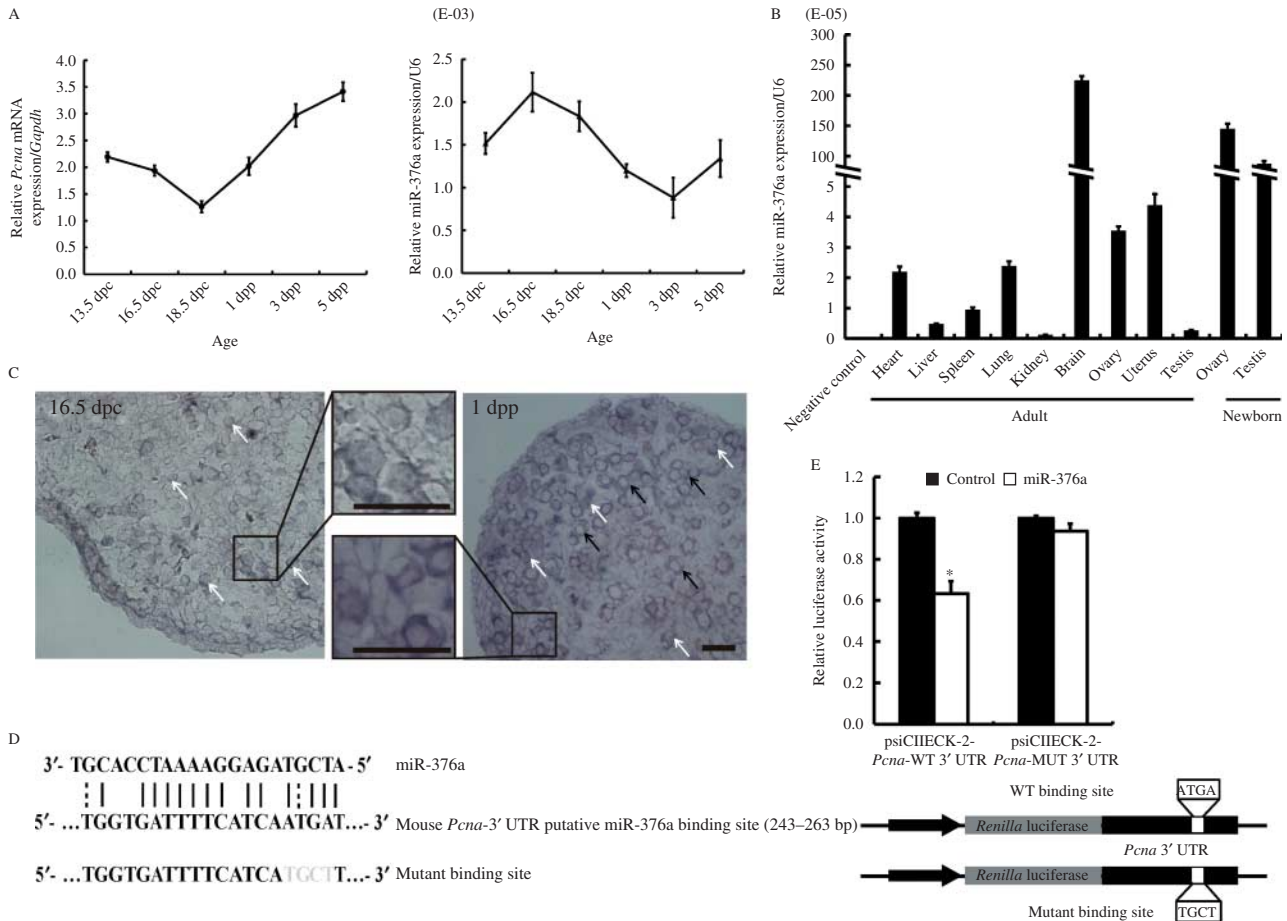 A
(E-03)
Relative Pcna mRNA
expression/Gapdh
4.0
3.5
3.0
2.5
2.0
1.5
1.0
0.5
0.0
13.5 dpc
16.5 dpc
18.5 dpc
1 dpp
3 dpp
5 dpp
Age
Relative miR-376a expression/U6
2.5
2.0
1.5
1.0
0.5
0.0
13.5 dpc
16.5 dpc
18.5 dpc
1 dpp
3 dpp
5 dpp
Age
B
(E-05)
Relative miR-376a expression/U6
300
250
200
150
100
5
4
3
2
1
0
Negative control
Heart
Liver
Spleen
Lung
Kidney
Brain
Ovary
Uterus
Testis
Ovary
Testis
Adult
Newborn
C
16.5 dpc
1 dpp
E
Control
miR-376a
Relative luciferase activity
1.2
1.0
0.8
0.6
0.4
0.2
0.0
*
psiCIIECK-2-
Pcna-WT 3′ UTR
psiCIIECK-2-
Pcna-MUT 3′ UTR
D
3′- TGCACCTAAAAGGAGATGCTA - 5′ miR-376a
5′- ...TGGTGATTTTCATCAATGAT...- 3′ Mouse Pcna-3′ UTR putative miR-376a binding site (243–263 bp)
5′- ...TGGTGATTTTCATCATGCTT...- 3′ Mutant binding site
WT binding site
ATGA
Renilla luciferase
Pcna 3′ UTR
Renilla luciferase
Mutant binding site
TGCT